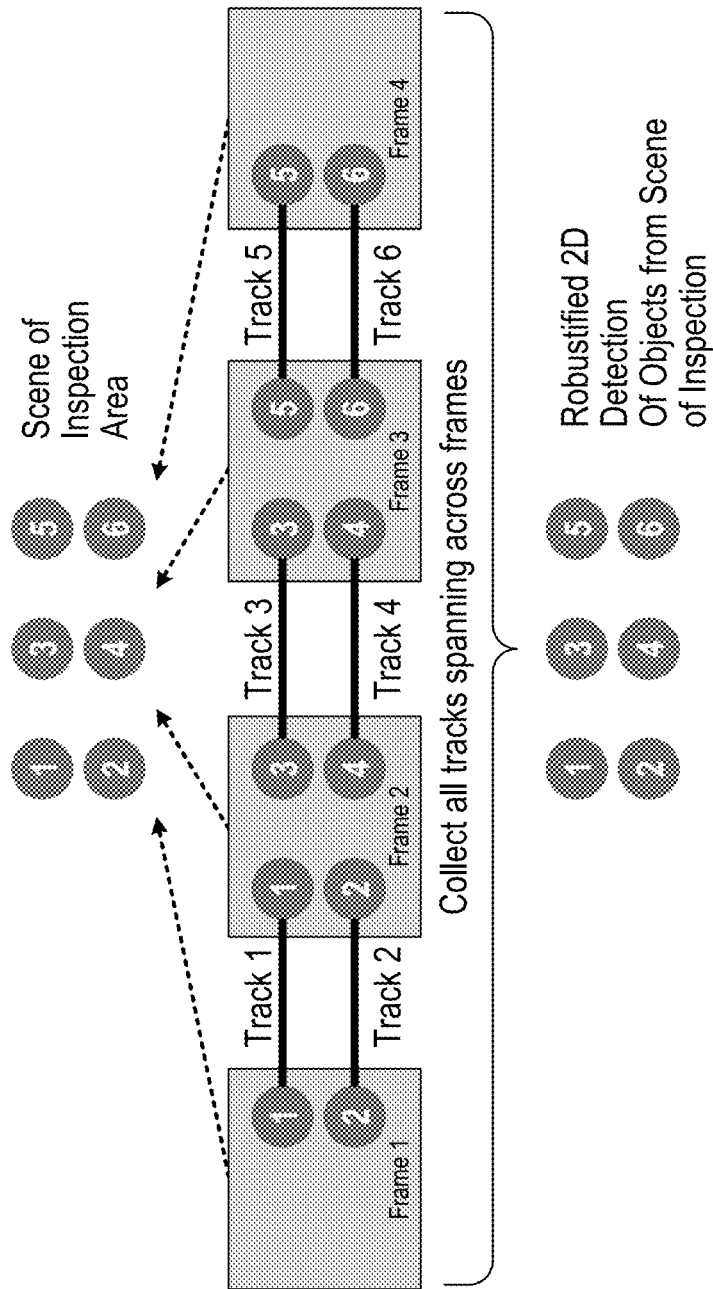 1 3 5
2 4 6
Scene of
Inspection
Area
Track 1 Track 3 Track 5
1 1 3 3 5 5
2 2 4 4 6 6
Track 2 Track 4 Track 6
Frame 1 Frame 2 Frame 3 Frame 4
Collect all tracks spanning across frames
1 3 5
2 4 6
Robustified 2D
Detection
Of Objects from Scene
of Inspection